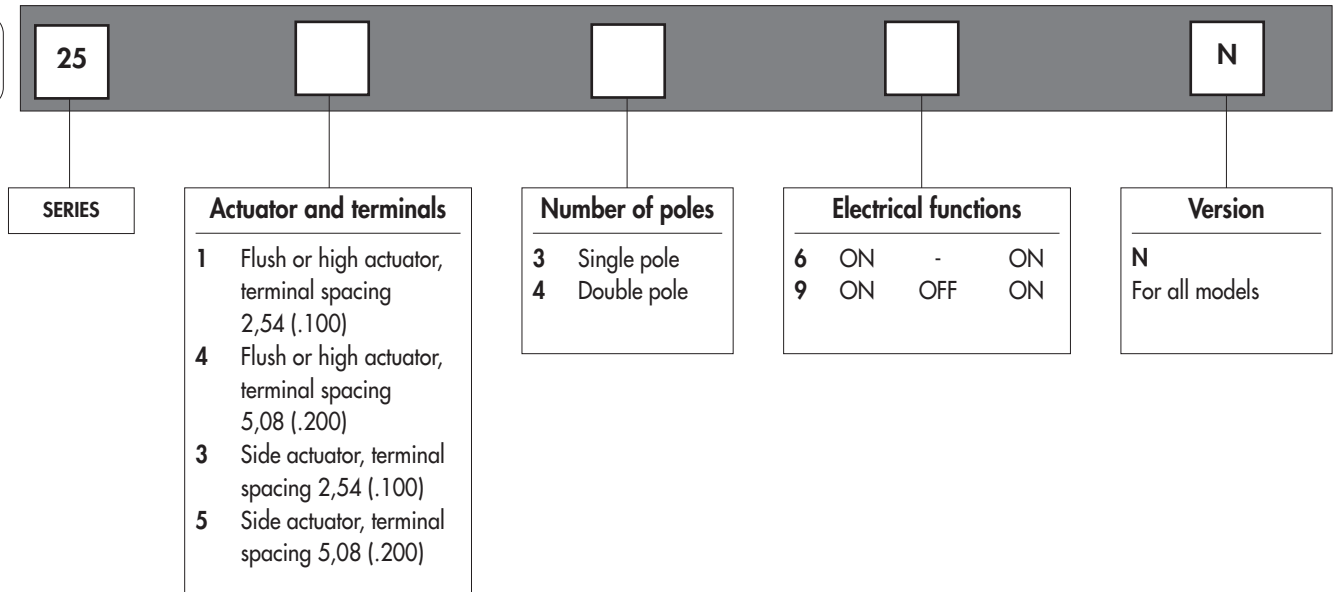 25
N
SERIES
Actuator and terminals
1 Flush or high actuator,
terminal spacing
2,54 (.100)
4 Flush or high actuator,
terminal spacing
5,08 (.200)
3 Side actuator, terminal
spacing 2,54 (.100)
5 Side actuator, terminal
spacing 5,08 (.200)
Number of poles
3 Single pole
4 Double pole
Electrical functions
6 ON - ON
9 ON OFF ON
Version
N
For all models